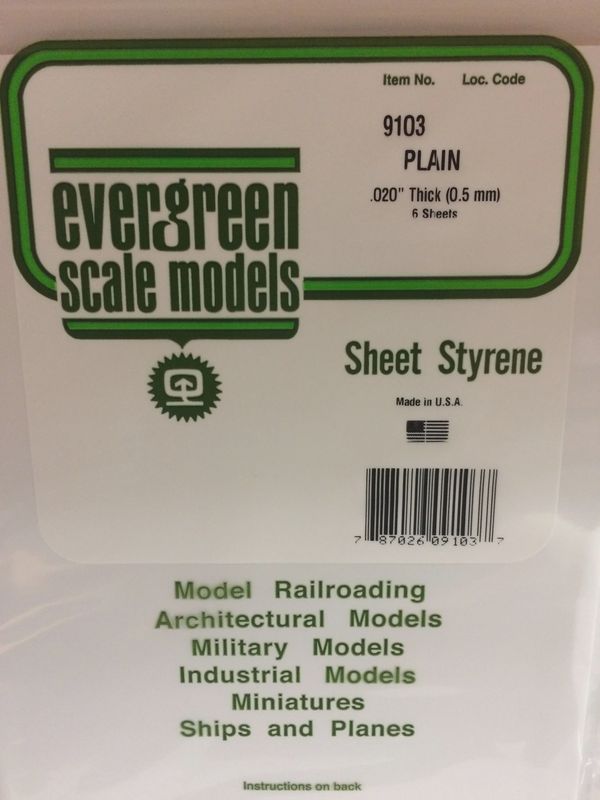 Item No. Loc. Code
9103
PLAIN
.020" Thick (0.5 mm)
6 Sheets
evergreen
scale models
Sheet Styrene
Made in U.S.A.
7 87026 09103 7
Model Railroading
Architectural Models
Military Models
Industrial Models
Miniatures
Ships and Planes
Instructions on back